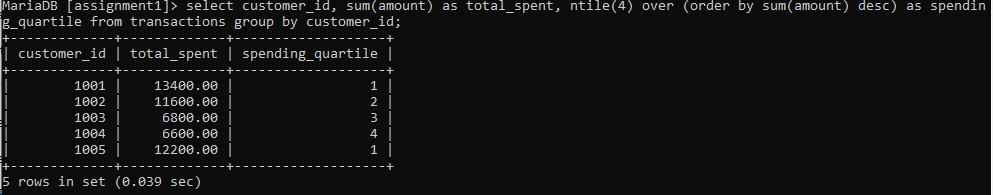 MariaDB [assignment1]> select customer_id, sum(amount) as total_spent, ntile(4) over (order by sum(amount) desc) as spendin
g_quartile from transactions group by customer_id;
+-------------+-------------+-------------------+
| customer_id | total_spent | spending_quartile |
+-------------+-------------+-------------------+
|        1001 |    13400.00 |                 1 |
|        1002 |    11600.00 |                 2 |
|        1003 |     6800.00 |                 3 |
|        1004 |     6600.00 |                 4 |
|        1005 |    12200.00 |                 1 |
+-------------+-------------+-------------------+
5 rows in set (0.039 sec)